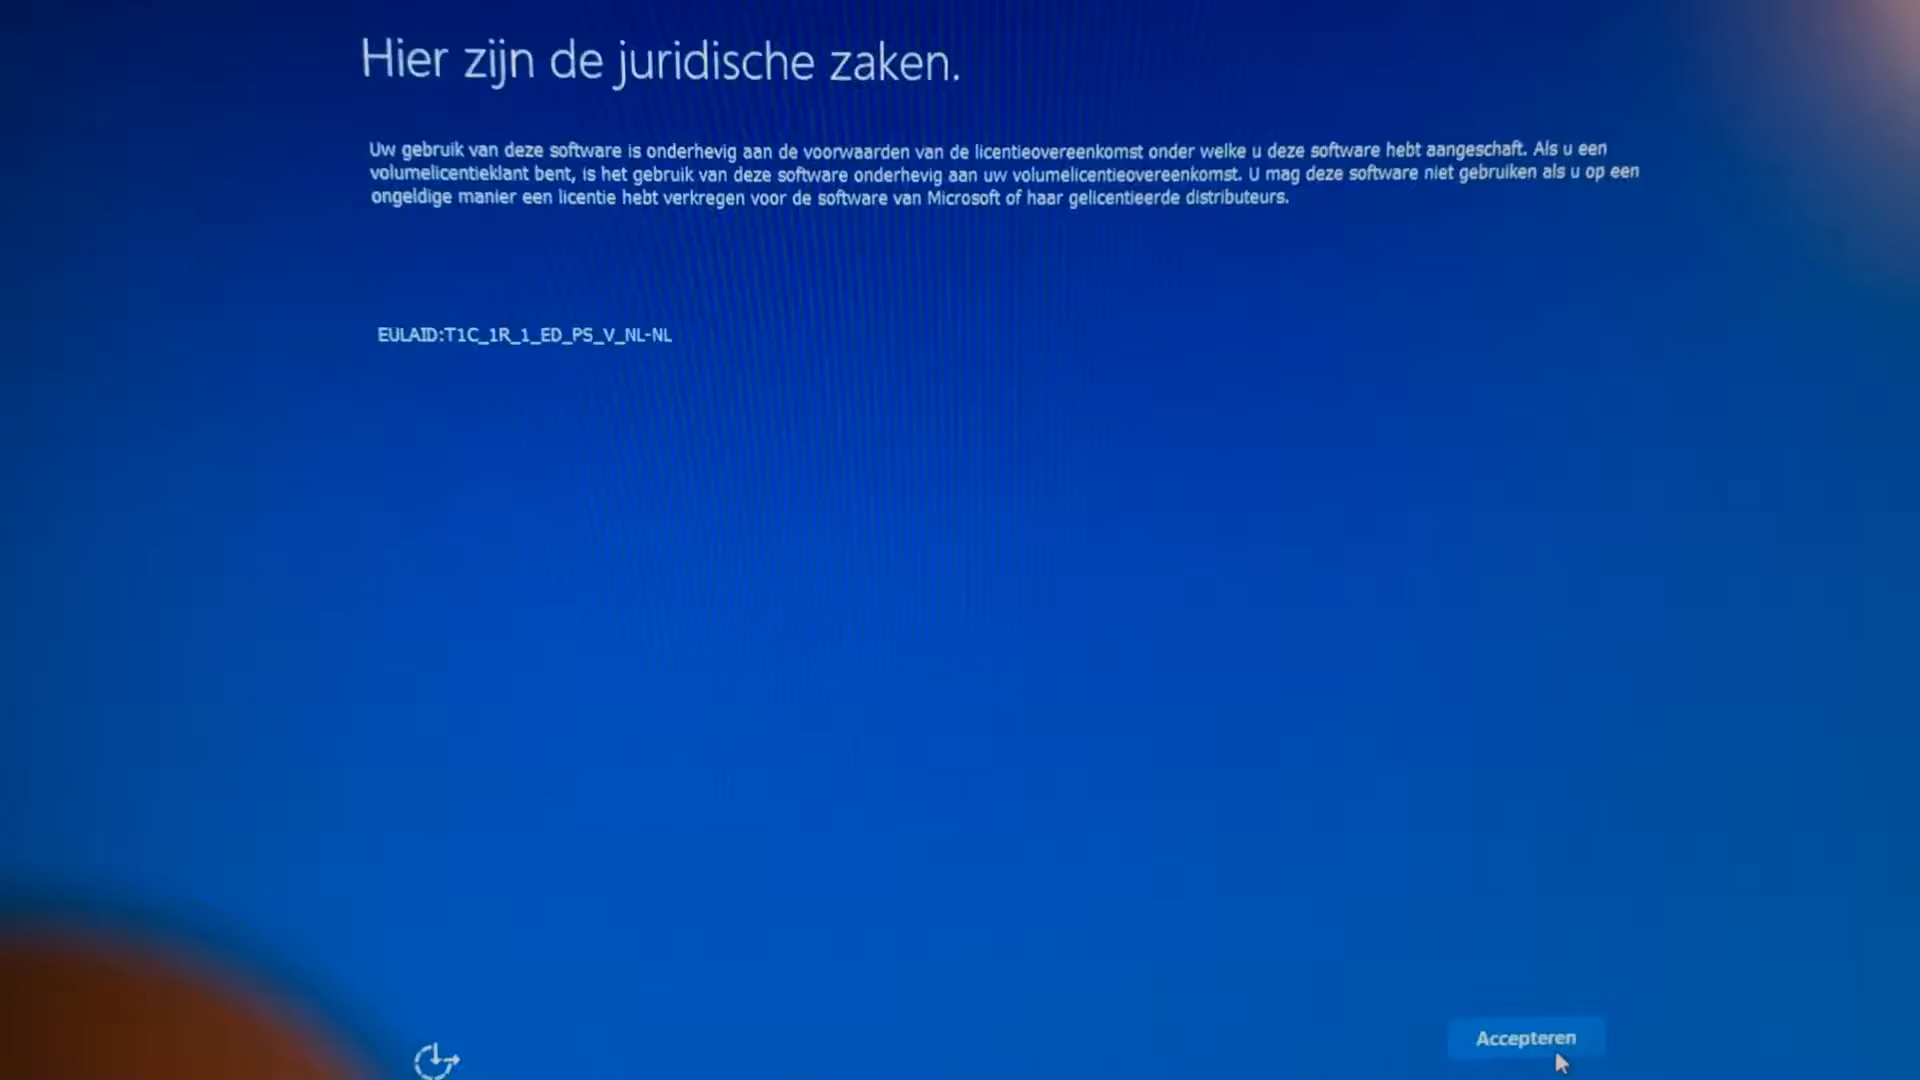 Hier zijn de juridische zaken.
Uw gebruik van deze software is onderhevig aan de voorwaarden van de licentieovereenkomst onder welke u deze software hebt aangeschaft. Als u een
volumelicentieklant bent, is het gebruik van deze software onderhevig aan uw volumelicentieovereenkomst. U mag deze software niet gebruiken als u op een
ongeldige manier een licentie hebt verkregen voor de software van Microsoft of haar gelicentieerde distributeurs.
EULAID:T1C_1R_1_ED_PS_V_NL-NL
Accepteren